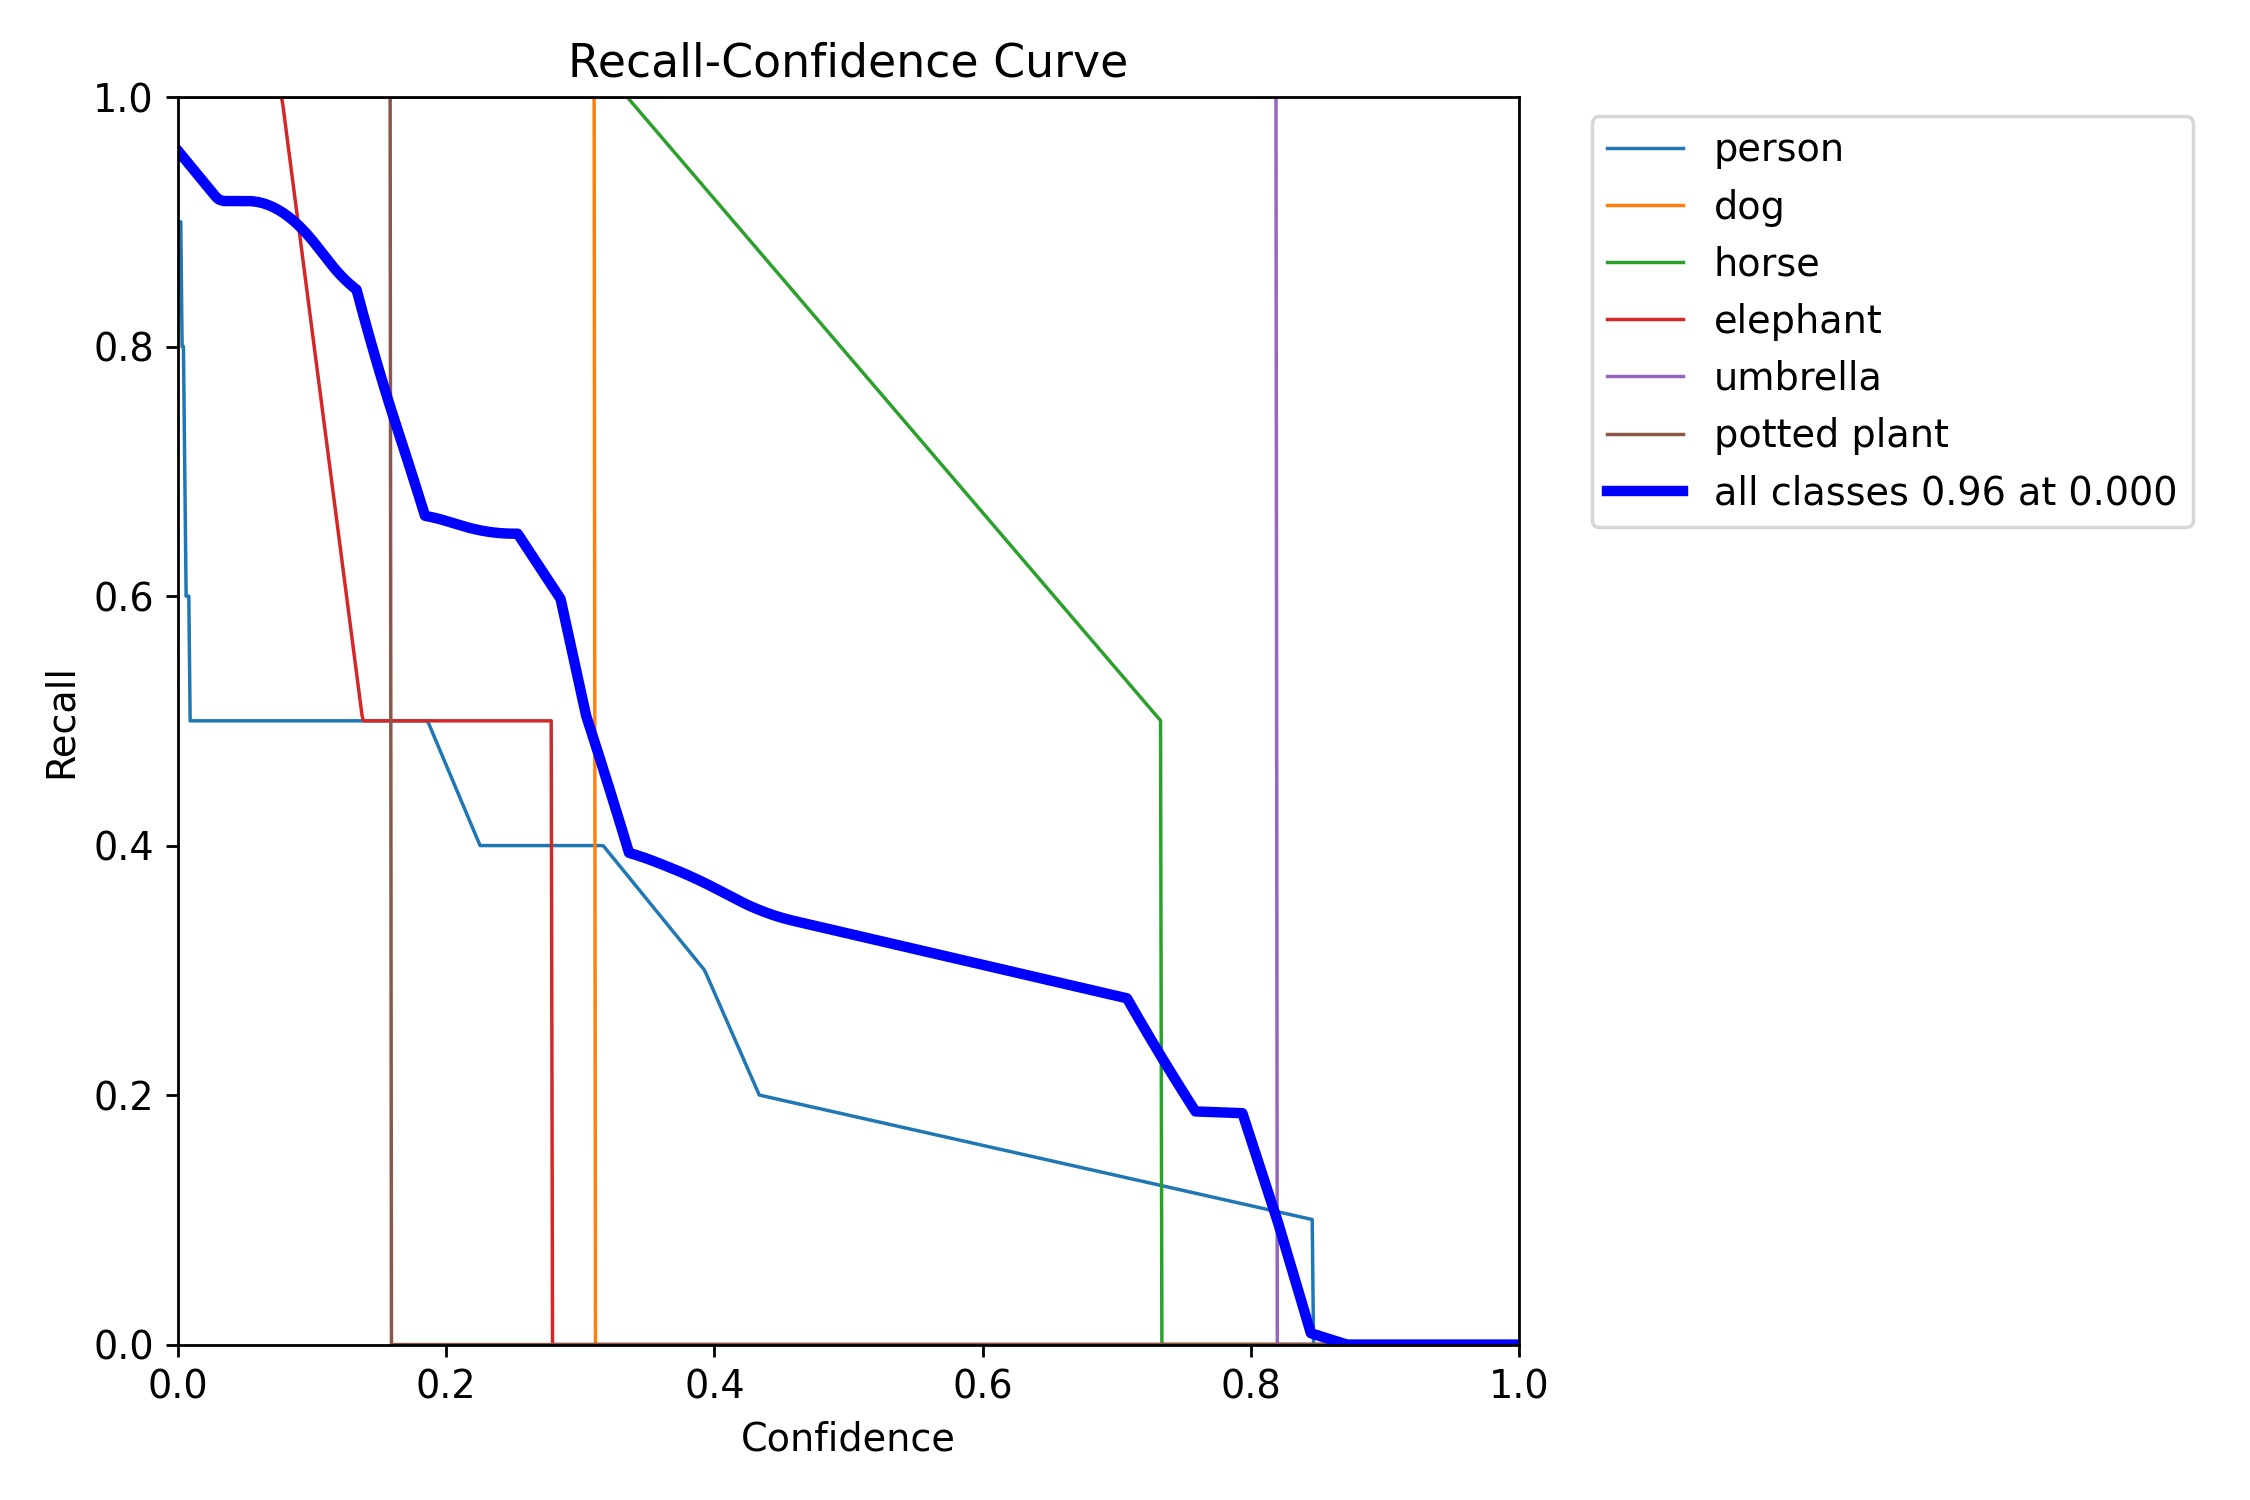 Recall-Confidence Curve
1.0
0.8
0.6
0.4
0.2
0.0
Recall
0.0 0.2 0.4 0.6 0.8 1.0
Confidence
person
dog
horse
elephant
umbrella
potted plant
all classes 0.96 at 0.000